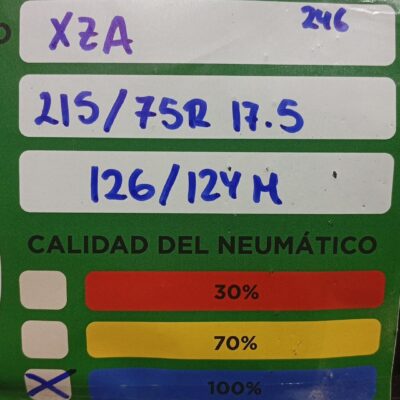 XZA 246
215/75R 17.5
126/124M
CALIDAD DEL NEUMÁTICO
30%
70%
100%